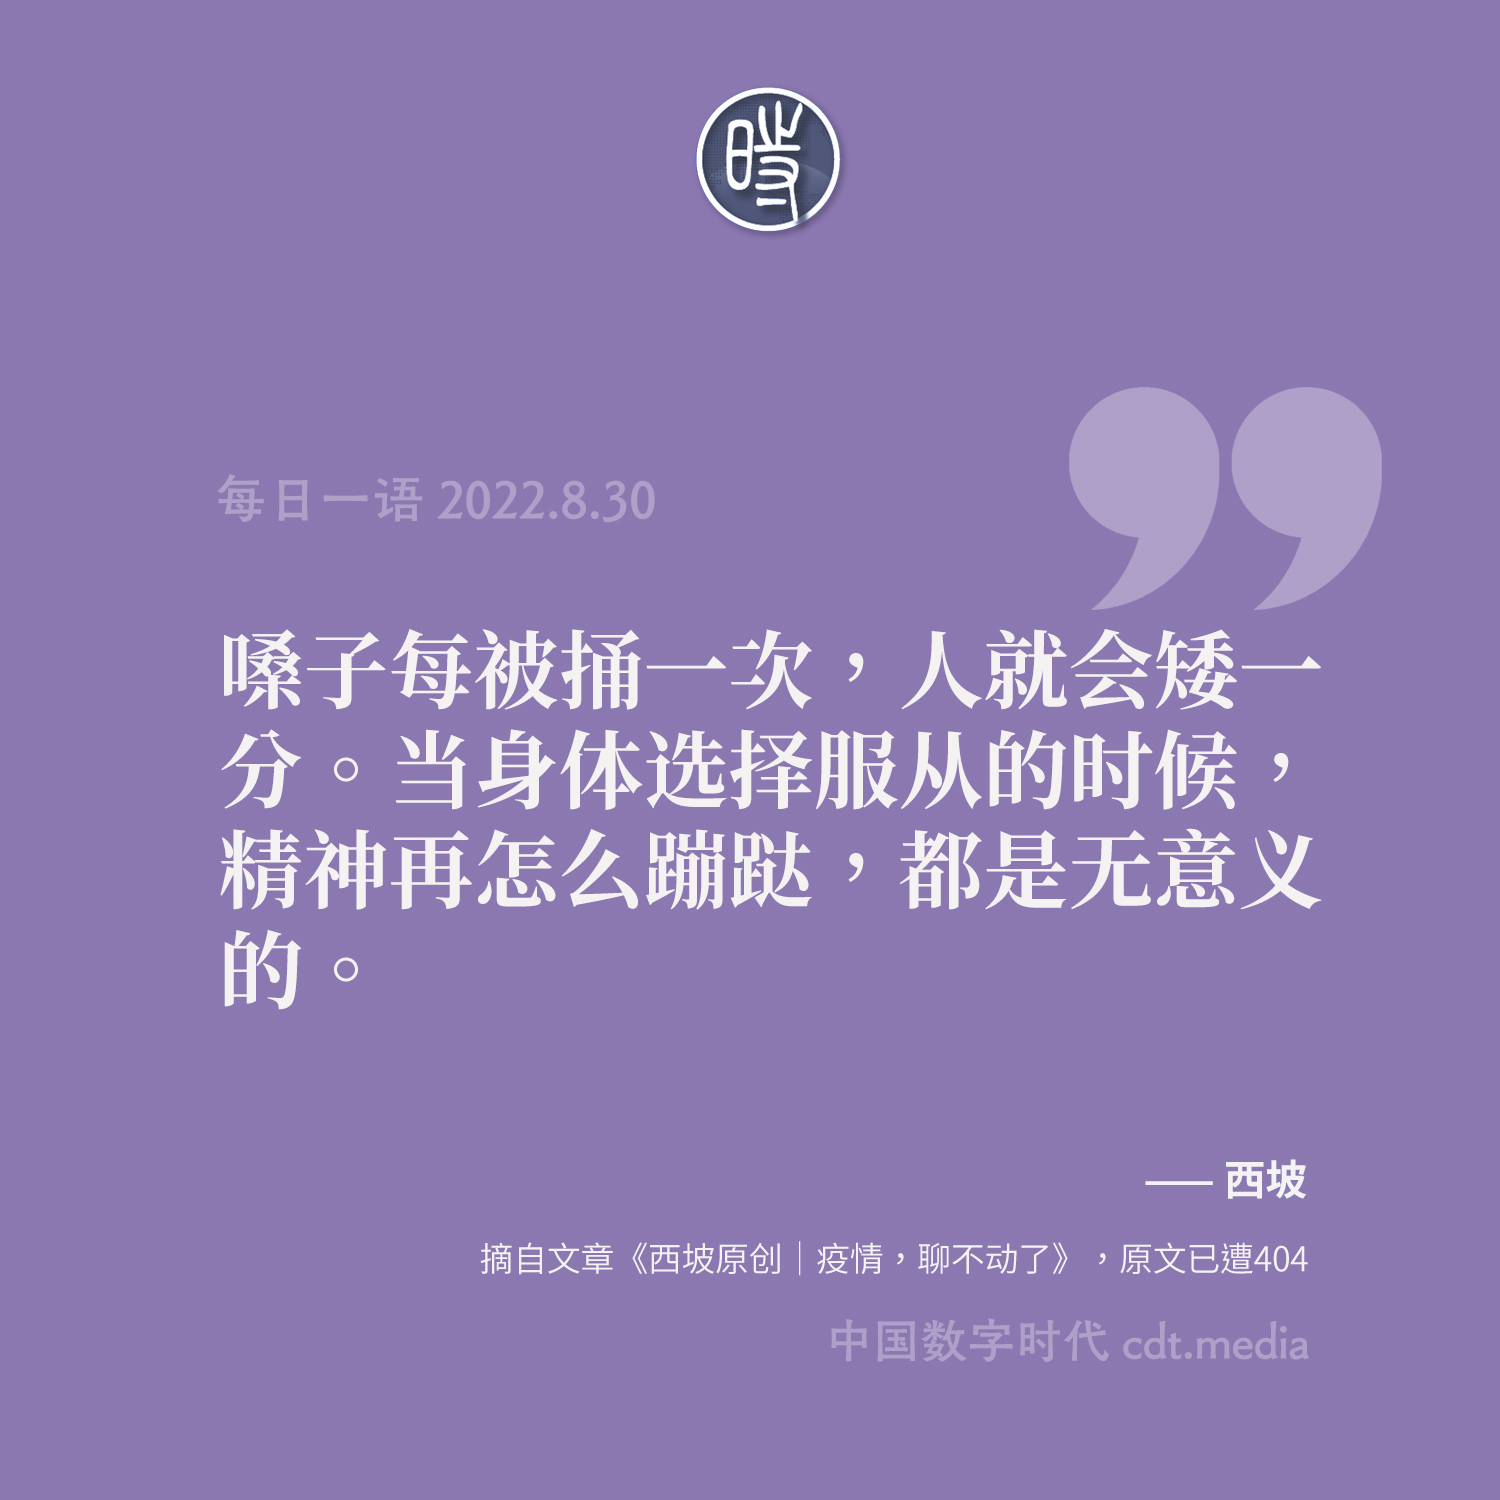 時
每日一语 2022.8.30
嗓子每被捅一次，人就会矮一
分。当身体选择服从的时候，
精神再怎么蹦跶，都是无意义
的。
—— 西坡
摘自文章《西坡原创｜疫情，聊不动了》，原文已遭404
中国数字时代 cdt.media